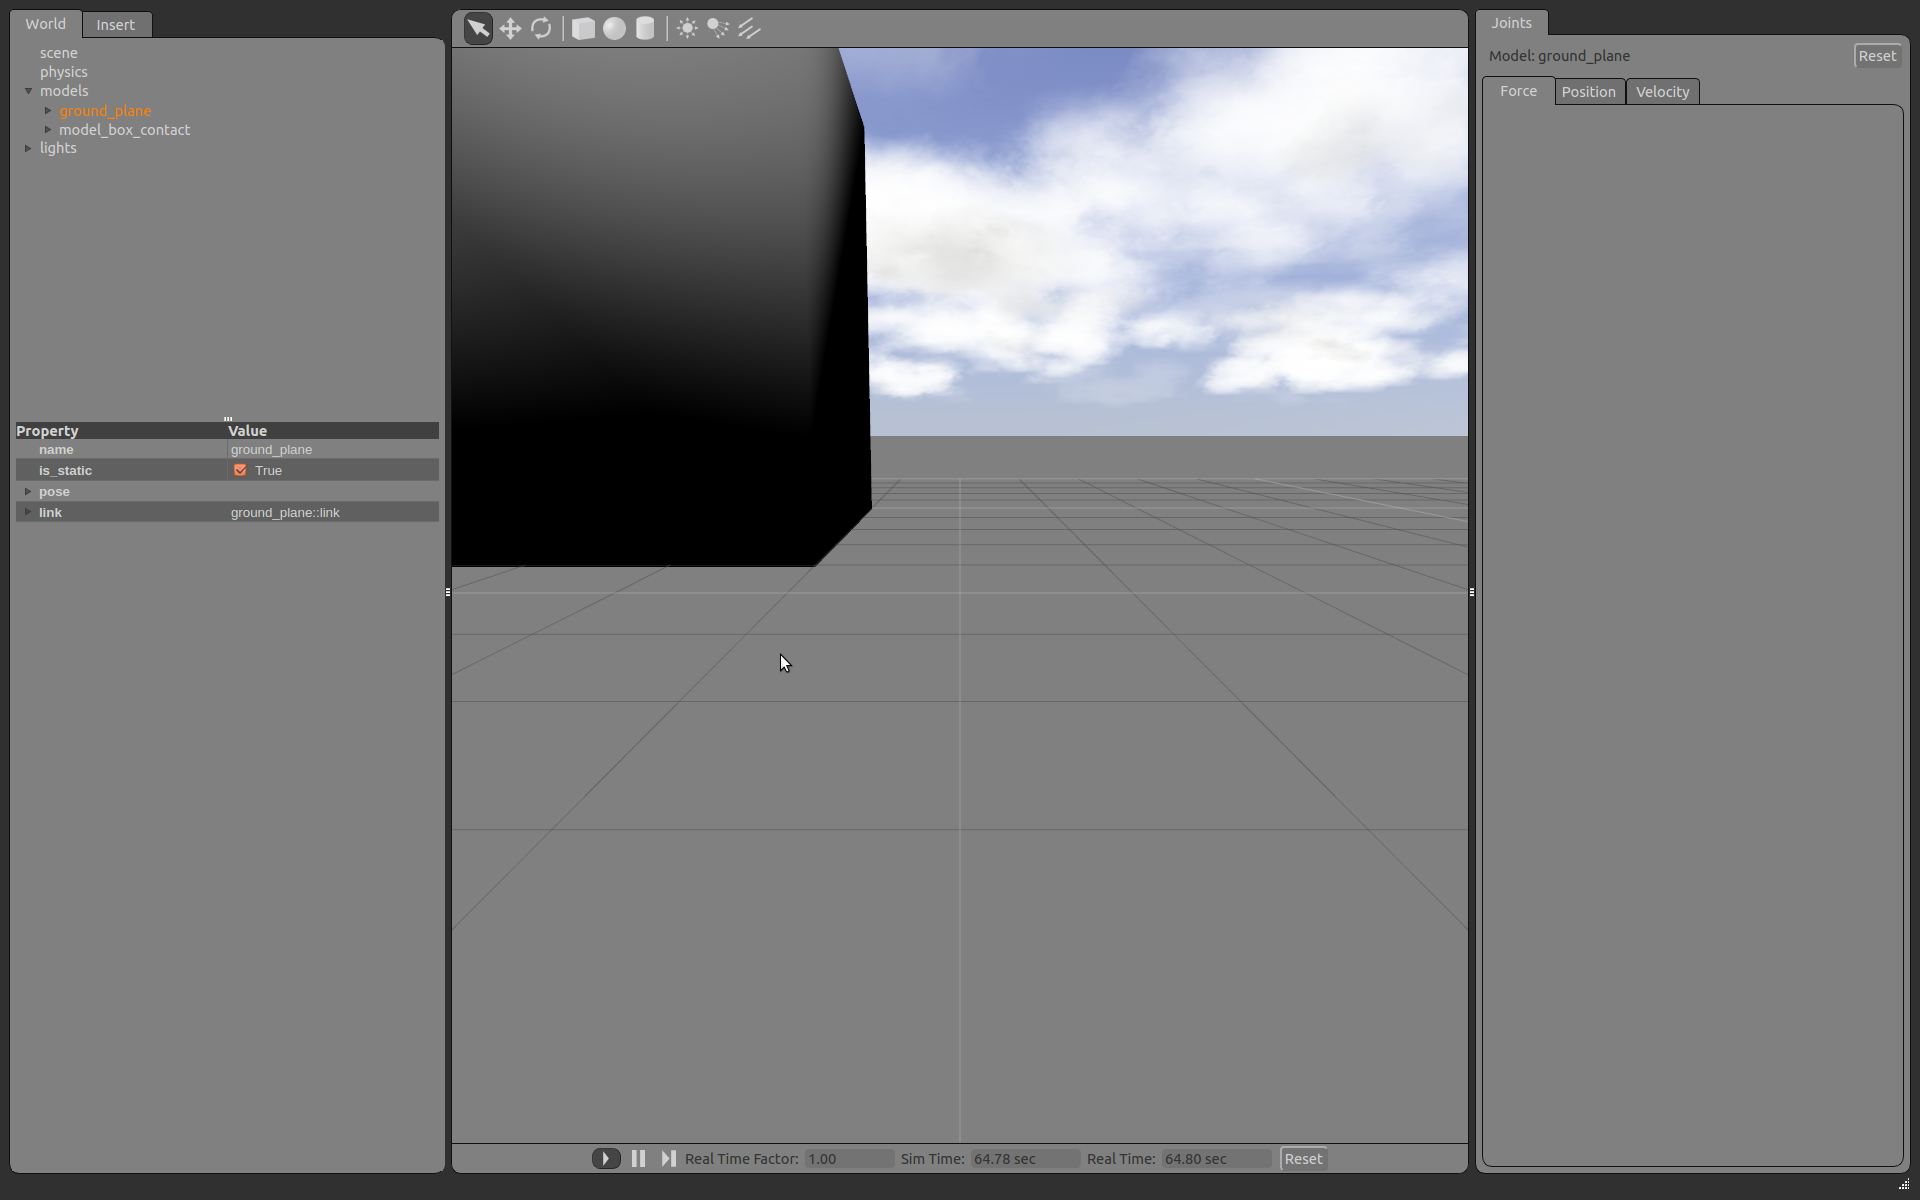 World Insert
scene
physics
models
ground_plane
model_box_contact
lights
Property Value
name ground_plane
is_static True
pose
link ground_plane::link
Real Time Factor: 1.00 Sim Time: 64.78 sec Real Time: 64.80 sec Reset
Joints
Model: ground_plane Reset
Force Position Velocity